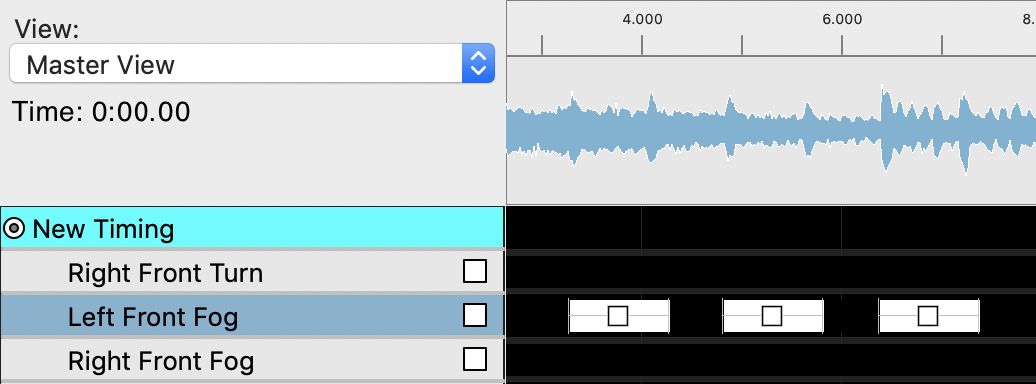 View:
Master View
Time: 0:00.00
4.000
6.000
8.
New Timing
Right Front Turn
Left Front Fog
Right Front Fog